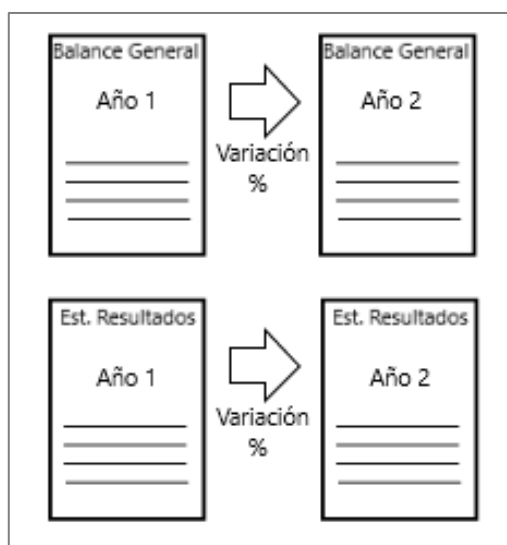 Balance General
Año 1
Variación
%
Balance General
Año 2
Est. Resultados
Año 1
Variación
%
Est. Resultados
Año 2